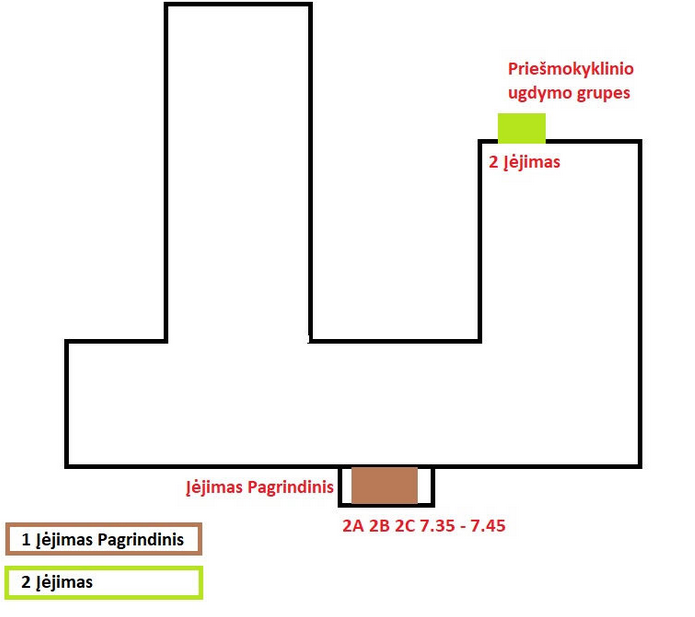 Priešmokyklinio
ugdymo grupes
2 Įėjimas
Įėjimas Pagrindinis
2A 2B 2C 7.35 - 7.45
1 Įėjimas Pagrindinis
2 Įėjimas